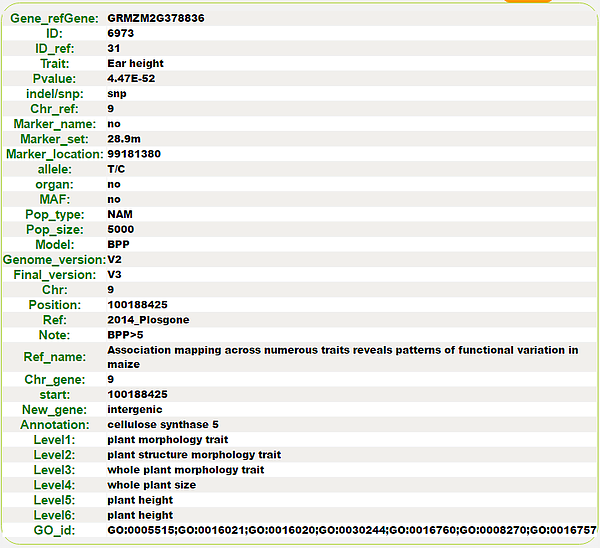 Gene_refGene: GRMZM2G378836
ID: 6973
ID_ref: 31
Trait: Ear height
Pvalue: 4.47E-52
indel/snp: snp
Chr_ref: 9
Marker_name: no
Marker_set: 28.9m
Marker_location: 99181380
allele: T/C
organ: no
MAF: no
Pop_type: NAM
Pop_size: 5000
Model: BPP
Genome_version: V2
Final_version: V3
Chr: 9
Position: 100188425
Ref: 2014_Plosgone
Note: BPP>5
Ref_name: Association mapping across numerous traits reveals patterns of functional variation in
maize
Chr_gene: 9
start: 100188425
New_gene: intergenic
Annotation: cellulose synthase 5
Level1: plant morphology trait
Level2: plant structure morphology trait
Level3: whole plant morphology trait
Level4: whole plant size
Level5: plant height
Level6: plant height
GO_id: GO:0005515;GO:0016021;GO:0016020;GO:0030244;GO:0016760;GO:0008270;GO:0016757